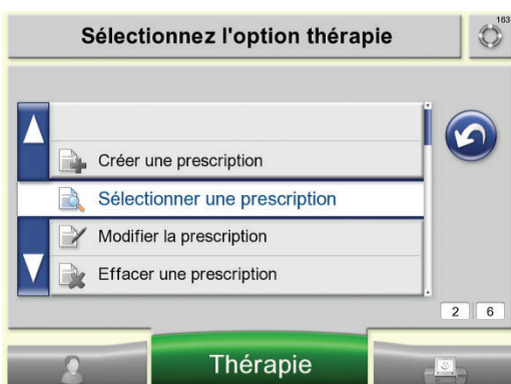 Sélectionnez l'option thérapie
163
Créer une prescription
Sélectionner une prescription
Modifier la prescription
Effacer une prescription
2 6
Thérapie